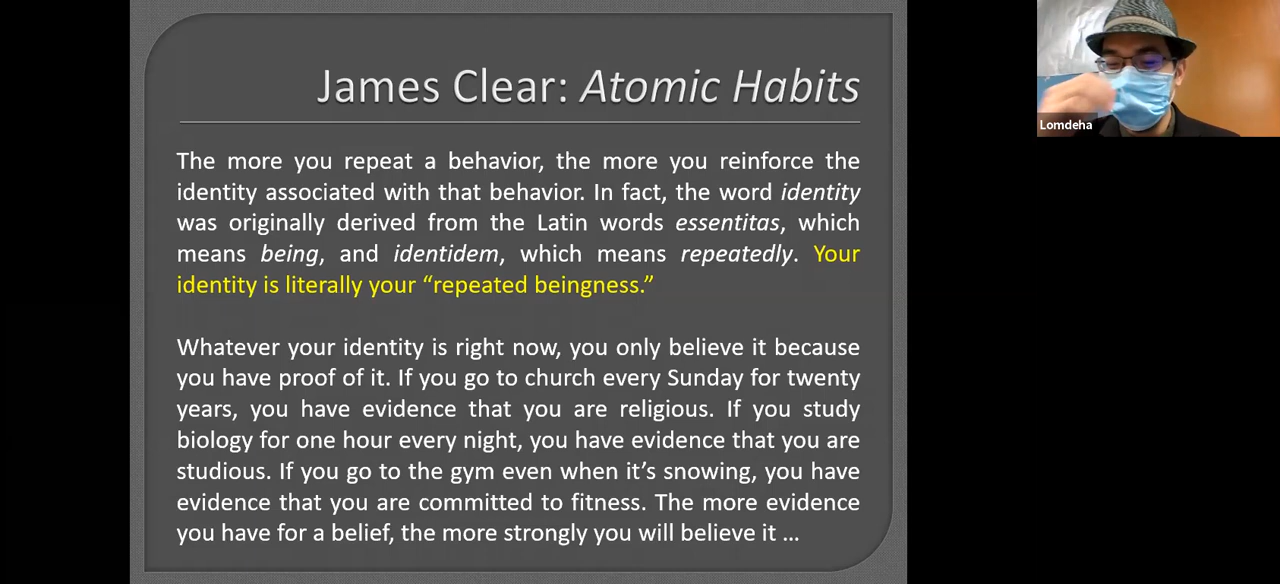 James Clear: Atomic Habits
The more you repeat a behavior, the more you reinforce the
identity associated with that behavior. In fact, the word identity
was originally derived from the Latin words essentitas, which
means being, and identidem, which means repeatedly. Your
identity is literally your “repeated beingness.”
Whatever your identity is right now, you only believe it because
you have proof of it. If you go to church every Sunday for twenty
years, you have evidence that you are religious. If you study
biology for one hour every night, you have evidence that you are
studious. If you go to the gym even when it’s snowing, you have
evidence that you are committed to fitness. The more evidence
you have for a belief, the more strongly you will believe it …
Lomdeha